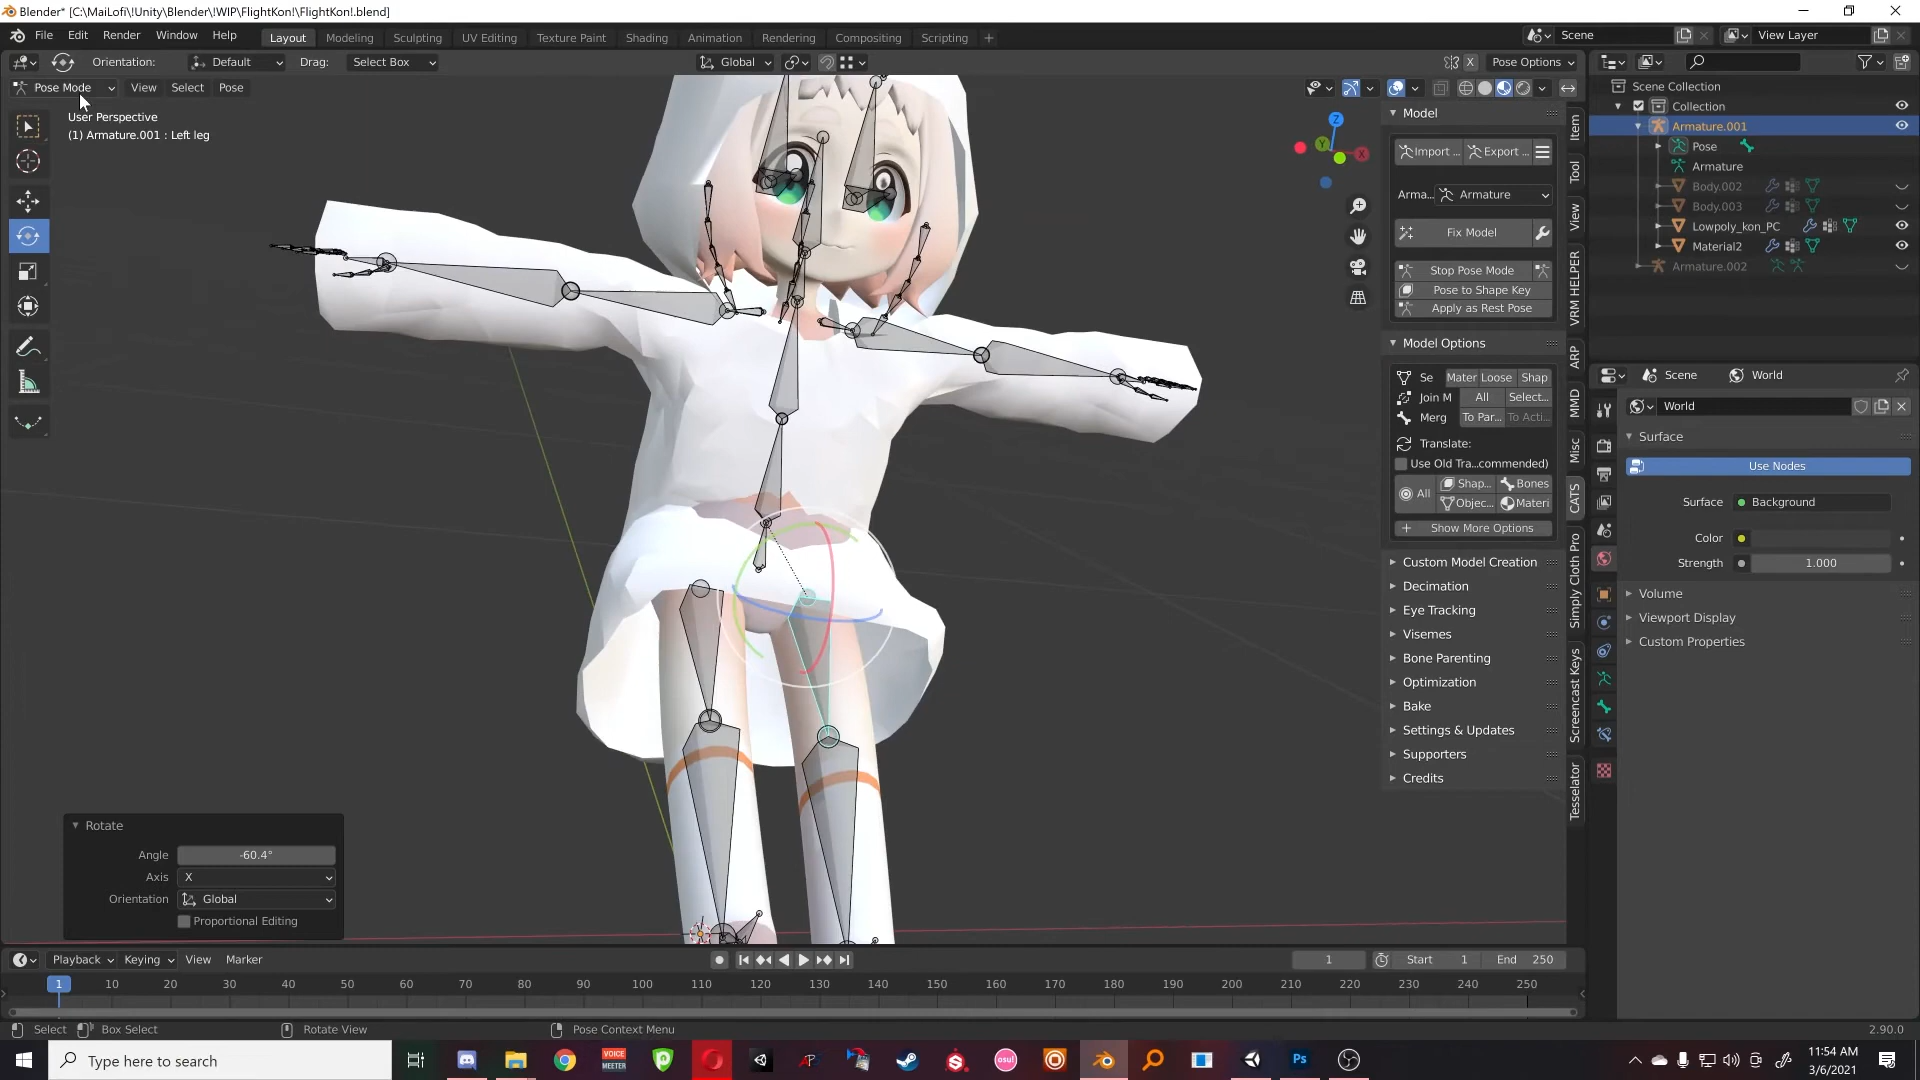 Blender* [C:\MaiLofi\!Unity\Blender\!WIP\FlightKon!\FlightKon!.blend]
File Edit Render Window Help Layout Modeling Sculpting UV Editing Texture Paint Shading Animation Rendering Compositing Scripting + Scene View Layer
Orientation: Default Drag: Select Box Global X Pose Options
Pose Mode View Select Pose
User Perspective
(1) Armature.001 : Left leg
Z
Y
X
Rotate
Angle -60.4°
Axis X
Orientation Global
Proportional Editing
Model
Import ... Export ...
Arma... Armature
Fix Model
Stop Pose Mode
Pose to Shape Key
Apply as Rest Pose
Model Options
Se Mater Loose Shap
Join M All Select...
Merg To Par... To Acti...
Translate:
Use Old Tra...commended)
All Shap... Bones
Objec... Materi
Show More Options
Custom Model Creation
Decimation
Eye Tracking
Visemes
Bone Parenting
Optimization
Bake
Settings & Updates
Supporters
Credits
Item
Tool
View
VRM HELPER
ARP
MMD
Misc
CATS
Simply Cloth Pro
Screencast Keys
Tesselator
Scene Collection
Collection
Armature.001
Pose
Armature
Body.002
Body.003
Lowpoly_kon_PC
Material2
Armature.002
Scene World
World
Surface
Use Nodes
Surface Background
Color
Strength 1.000
Volume
Viewport Display
Custom Properties
Playback Keying View Marker 1 Start 1 End 250
1 10 20 30 40 50 60 70 80 90 100 110 120 130 140 150 160 170 180 190 200 210 220 230 240 250
Select Box Select Rotate View Pose Context Menu 2.90.0
Type here to search
VOICE
MEETER
osu!
Ps
11:54 AM
3/6/2021